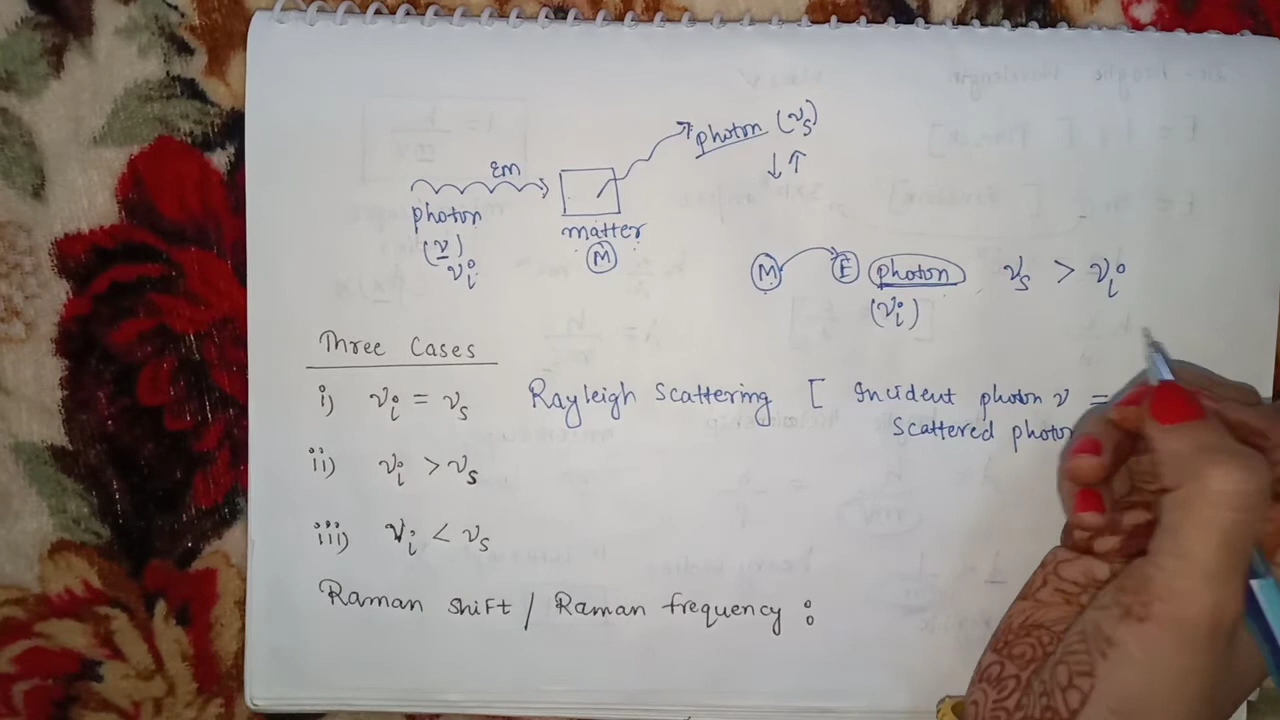 photon (νs)
↓↑
EM
photon
(ν)
νi
matter
M
M E photon νs > νi
(νi)
Three Cases
i) νi = νs Rayleigh Scattering [ Incident photon ν =
Scattered photon
ii) νi > νs
iii) νi < νs
Raman shift / Raman frequency :